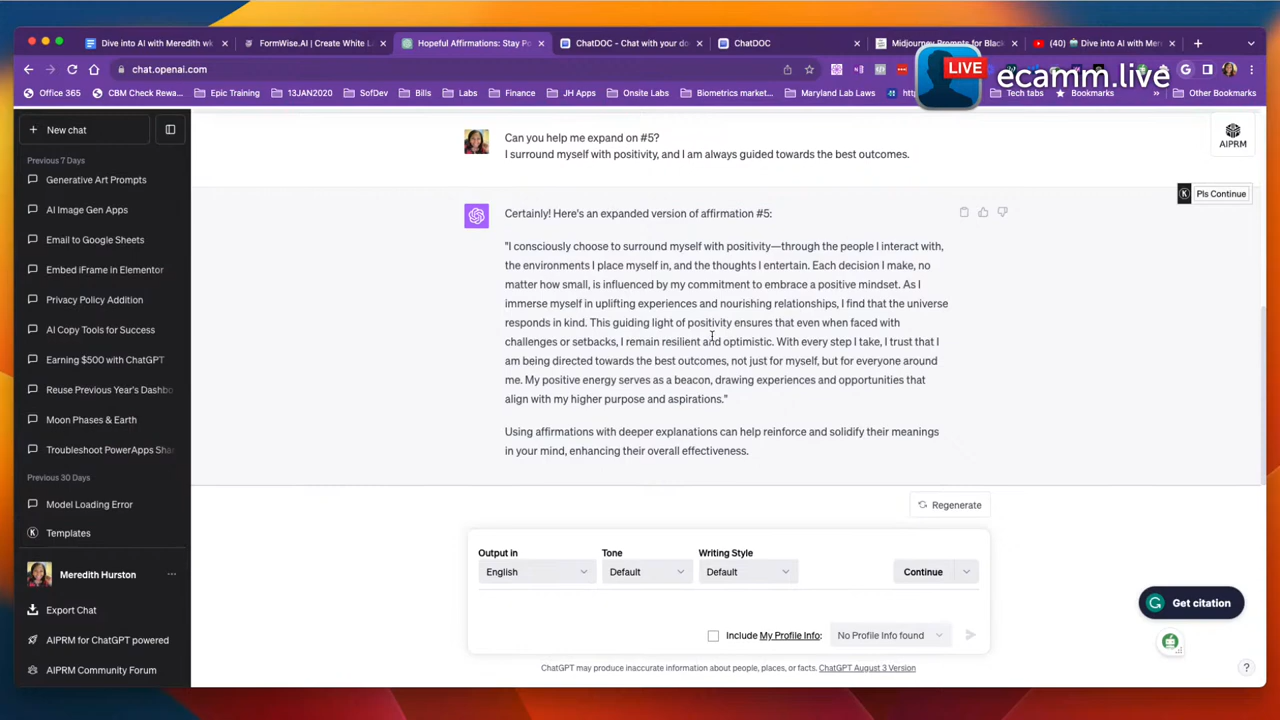 Dive into AI with Meredith wk
FormWise.AI | Create White L
Hopeful Affirmations: Stay Po
ChatDOC - Chat with your do
ChatDOC
Midjourney Prompts for Black
(40) Dive into AI with Mere
chat.openai.com
LIVE
ecamm.live
Office 365
CBM Check Rewa...
Epic Training
13JAN2020
SofDev
Bills
Labs
Finance
JH Apps
Onsite Labs
Biometrics market...
Maryland Lab Laws
Tech tabs
Bookmarks
Other Bookmarks
New chat
Previous 7 Days
Generative Art Prompts
AI Image Gen Apps
Email to Google Sheets
Embed iFrame in Elementor
Privacy Policy Addition
AI Copy Tools for Success
Earning $500 with ChatGPT
Reuse Previous Year's Dashbo
Moon Phases & Earth
Troubleshoot PowerApps Sha
Previous 30 Days
Model Loading Error
Templates
Meredith Hurston
Export Chat
AIPRM for ChatGPT powered
AIPRM Community Forum
Can you help me expand on #5?
I surround myself with positivity, and I am always guided towards the best outcomes.
AIPRM
K Pls Continue
Certainly! Here's an expanded version of affirmation #5:
"I consciously choose to surround myself with positivity—through the people I interact with,
the environments I place myself in, and the thoughts I entertain. Each decision I make, no
matter how small, is influenced by my commitment to embrace a positive mindset. As I
immerse myself in uplifting experiences and nourishing relationships, I find that the universe
responds in kind. This guiding light of positivity ensures that even when faced with
challenges or setbacks, I remain resilient and optimistic. With every step I take, I trust that I
am being directed towards the best outcomes, not just for myself, but for everyone around
me. My positive energy serves as a beacon, drawing experiences and opportunities that
align with my higher purpose and aspirations."
Using affirmations with deeper explanations can help reinforce and solidify their meanings
in your mind, enhancing their overall effectiveness.
Regenerate
Output in
Tone
Writing Style
English
Default
Default
Continue
Include My Profile Info:
No Profile Info found
Get citation
ChatGPT may produce inaccurate information about people, places, or facts. ChatGPT August 3 Version
?